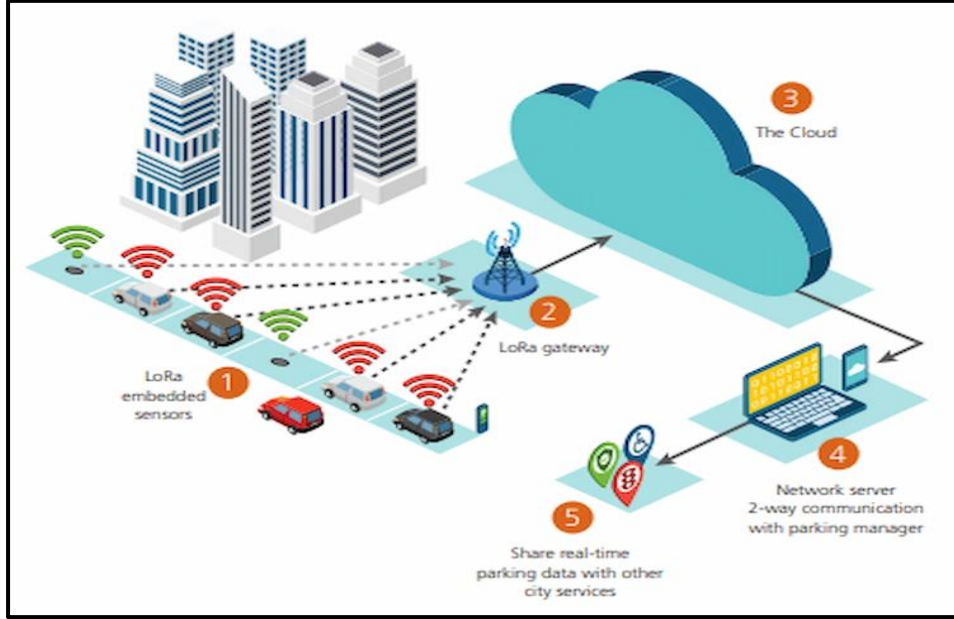 3
The Cloud
2
LoRa gateway
1
LoRa
embedded
sensors
4
Network server
2-way communication
with parking manager
5
Share real-time
parking data with other
city services